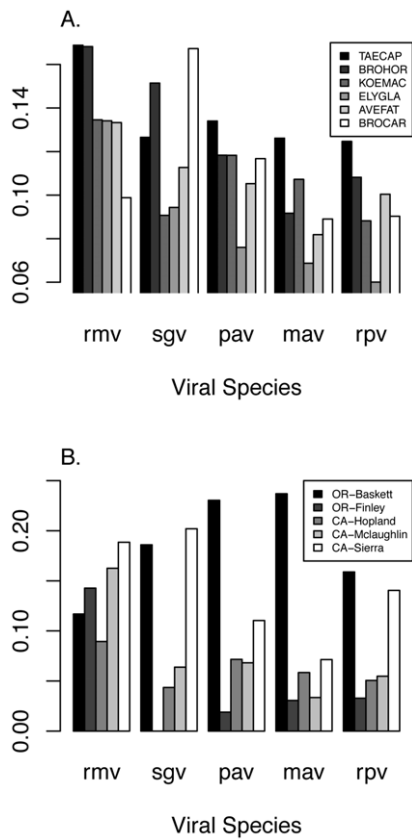 A.
0.14
0.10
0.06
TAECAP
BROHOR
KOEMAC
ELYGLA
AVEFAT
BROCAR
rmv sgv pav mav rpv
Viral Species
B.
0.20
0.10
0.00
OR-Baskett
OR-Finley
CA-Hopland
CA-Mclaughlin
CA-Sierra
rmv sgv pav mav rpv
Viral Species